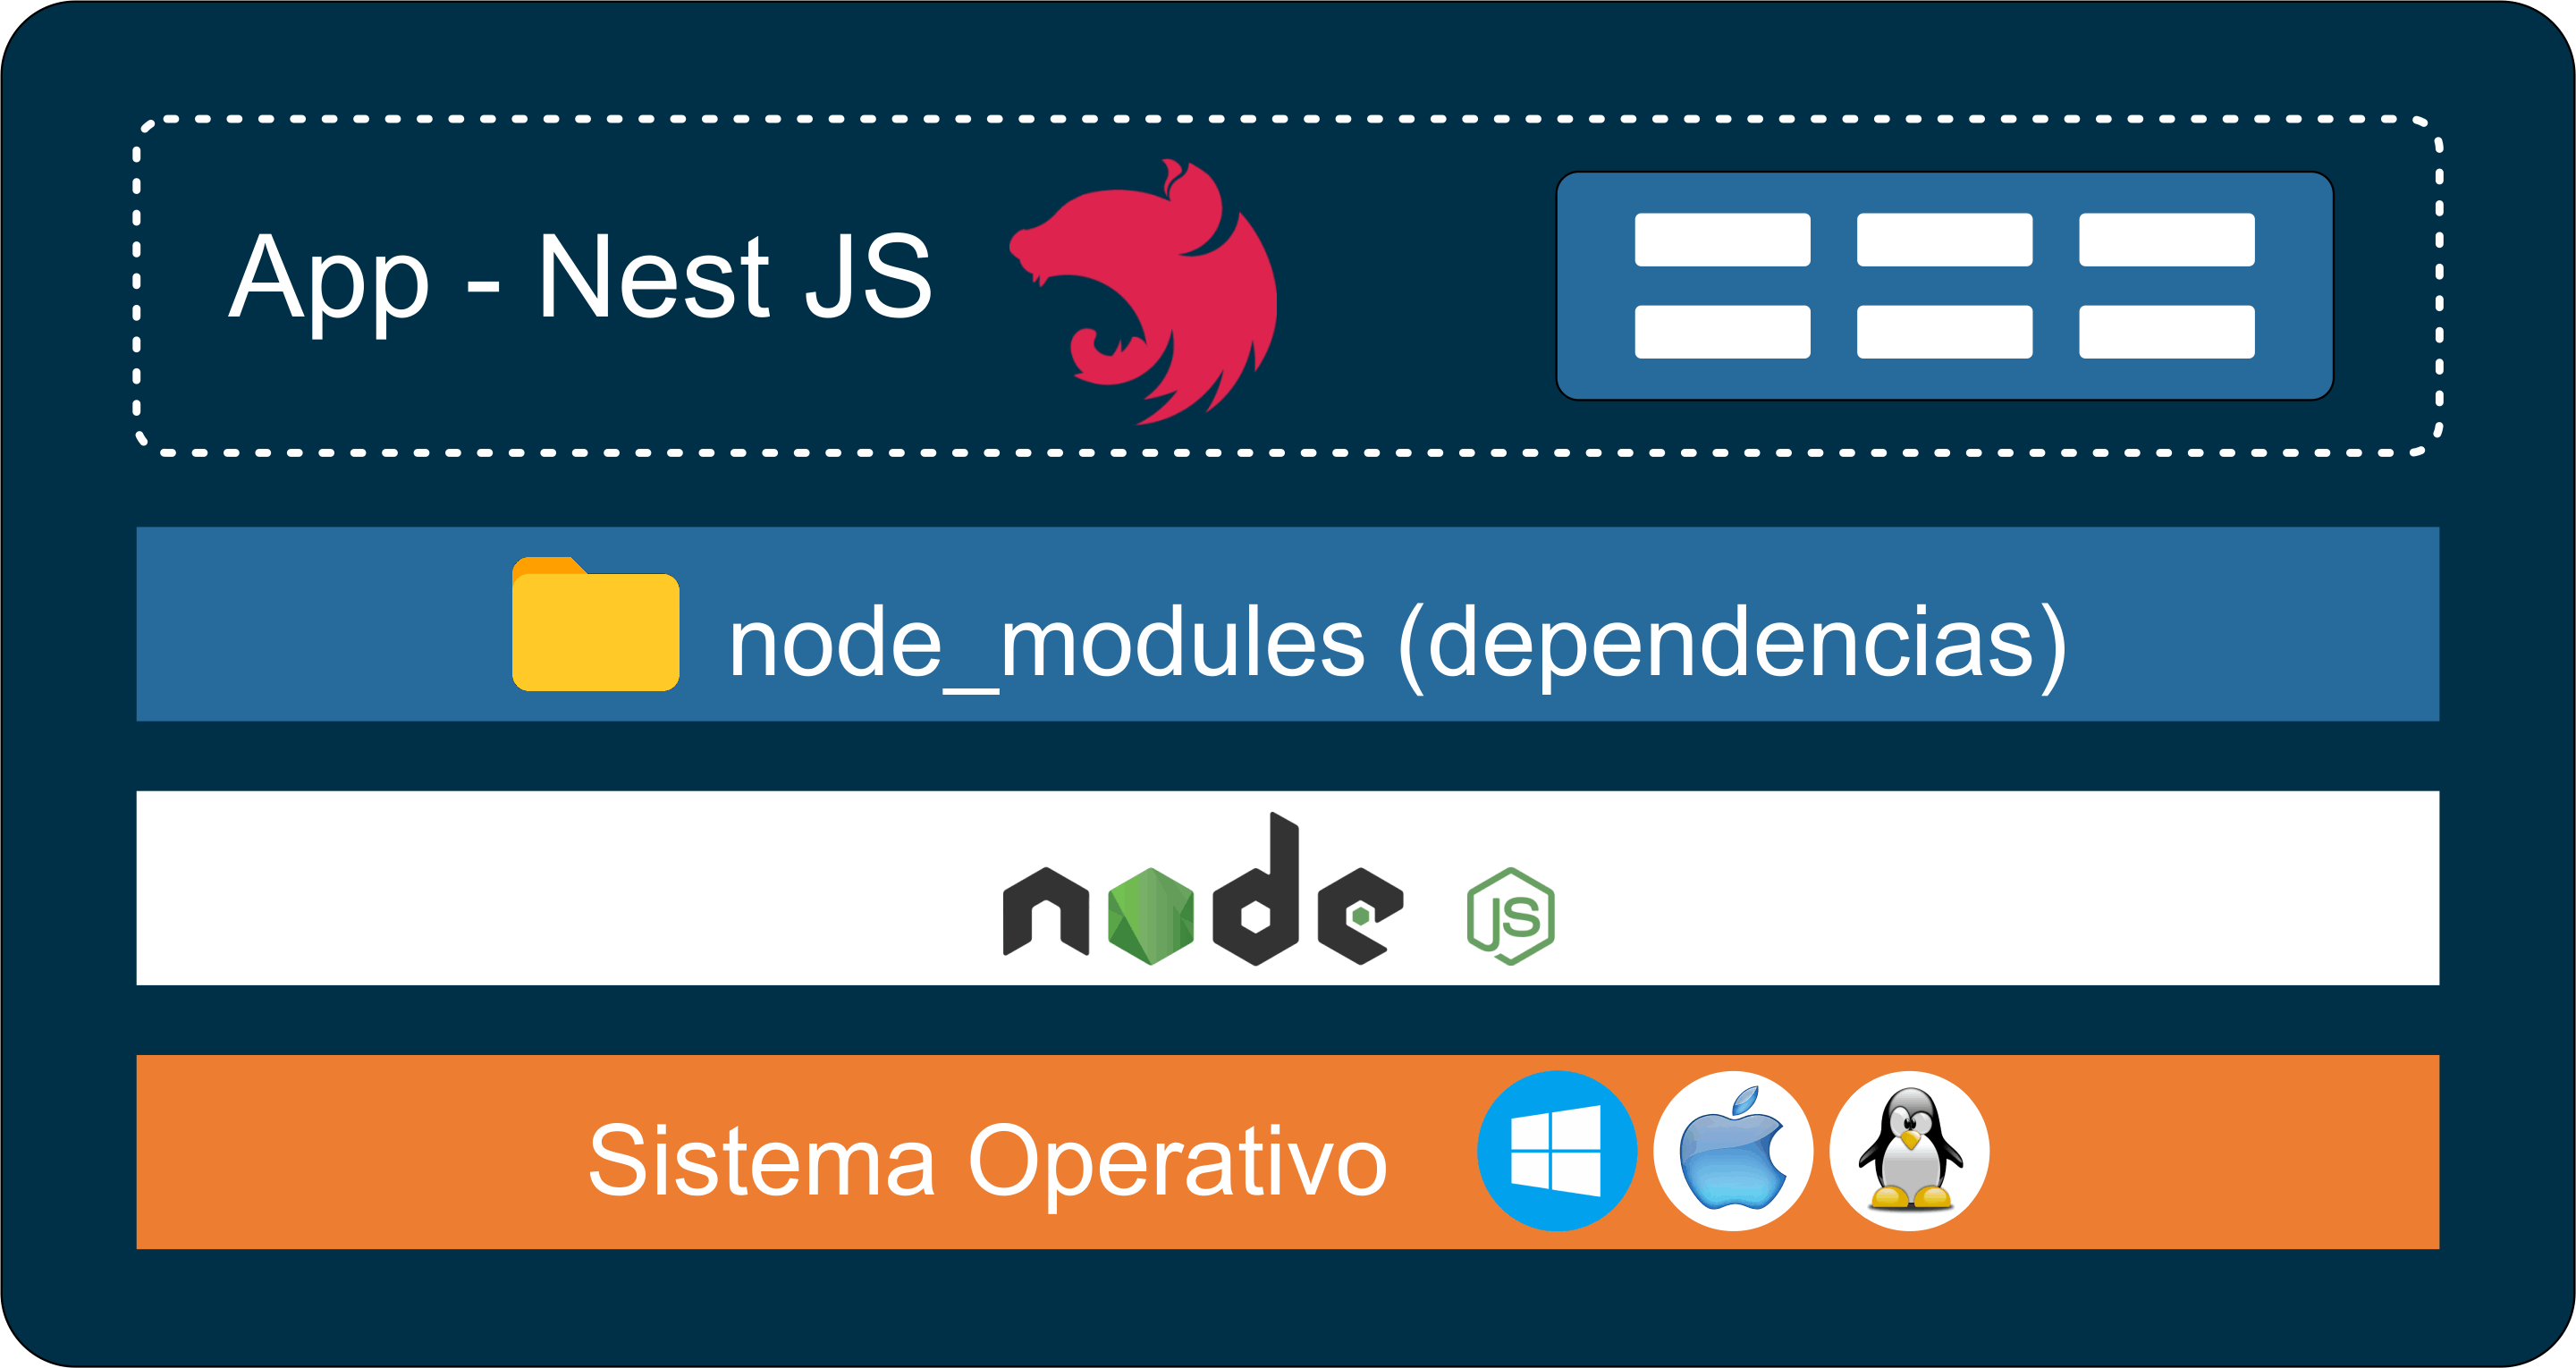 App - Nest JS
node_modules (dependencias)
node JS
Sistema Operativo